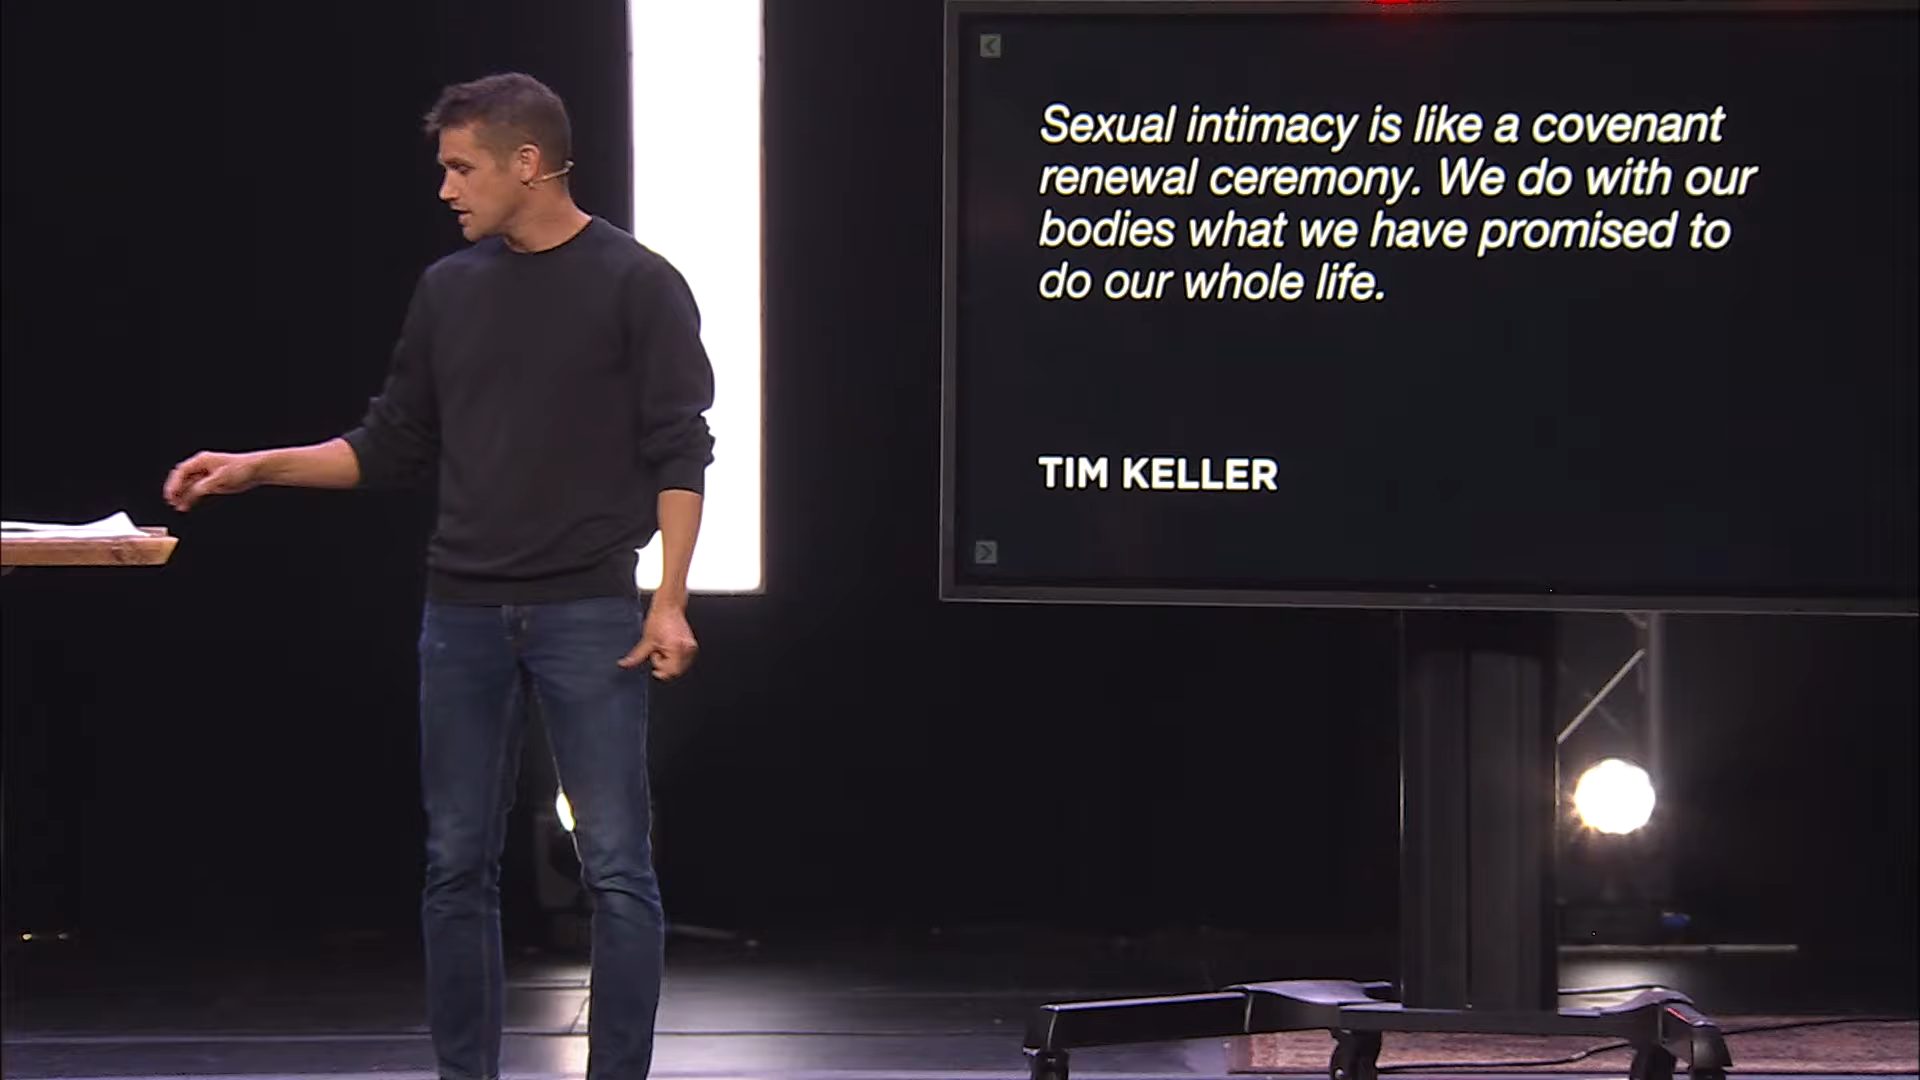 Sexual intimacy is like a covenant
renewal ceremony. We do with our
bodies what we have promised to
do our whole life.
TIM KELLER